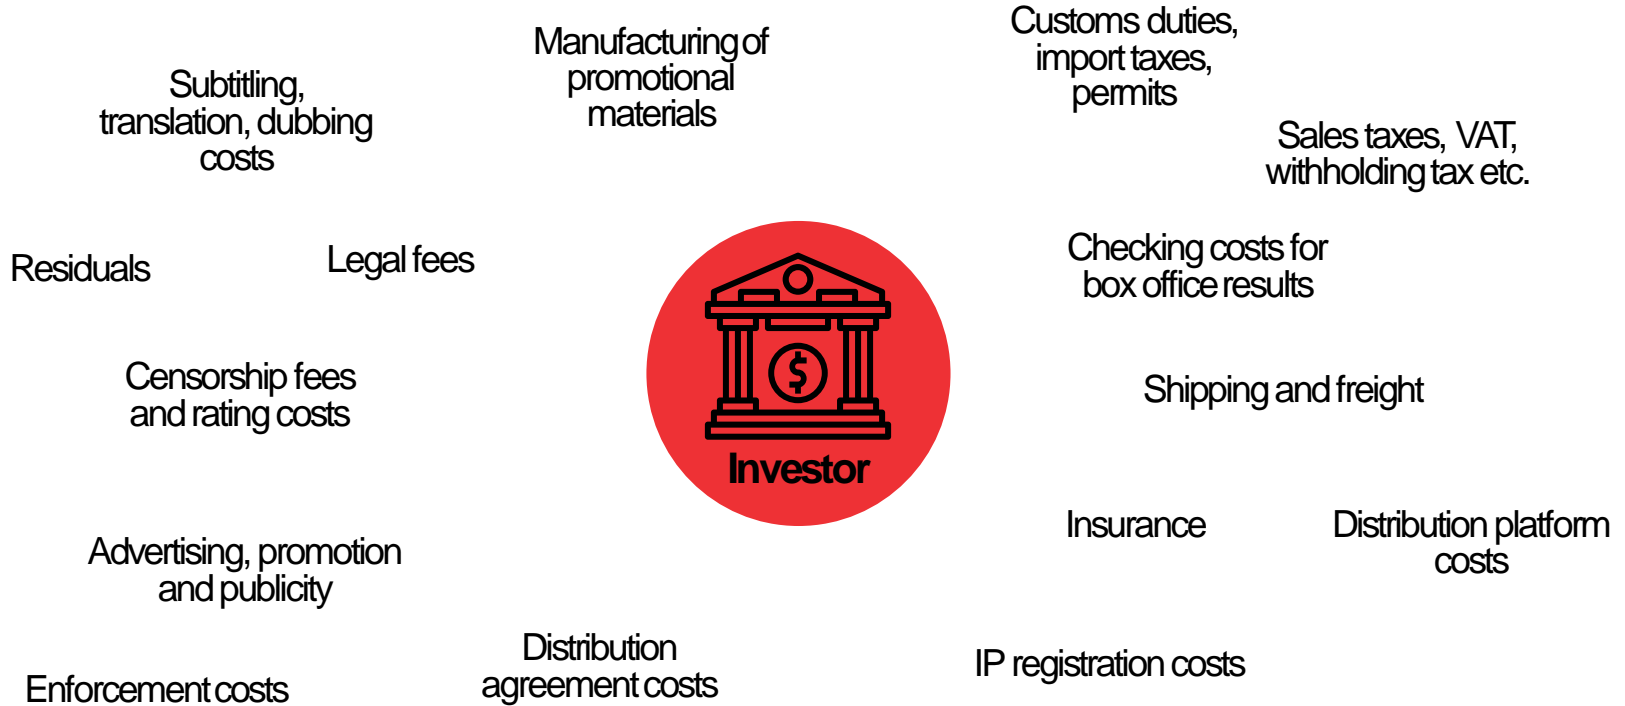 Customs duties,
import taxes,
permits
Manufacturing of
promotional
materials
Subtitling,
translation, dubbing
costs
Sales taxes, VAT,
withholding tax etc.
Residuals
Legal fees
Checking costs for
box office results
Censorship fees
and rating costs
$
Investor
Shipping and freight
Advertising, promotion
and publicity
Insurance
Distribution platform
costs
Enforcement costs
Distribution
agreement costs
IP registration costs